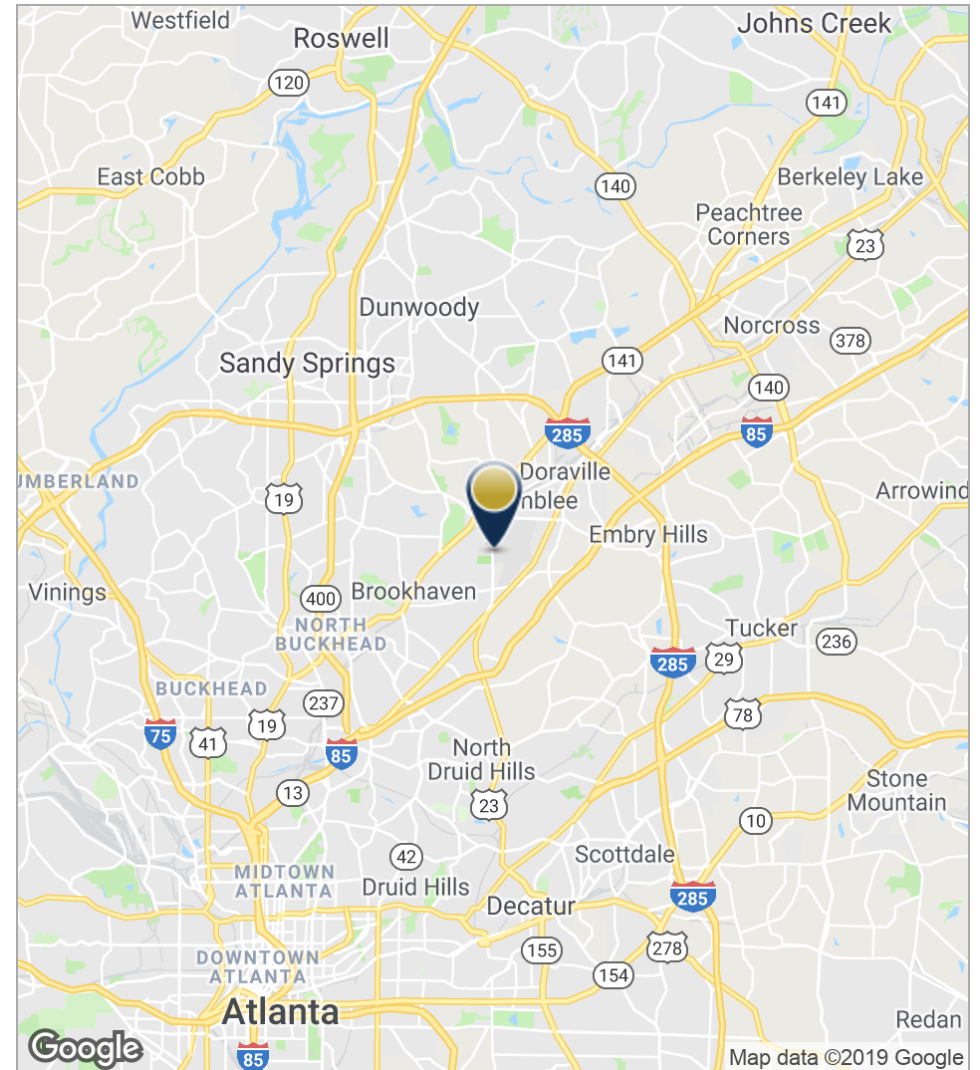 Westfield
Roswell
Johns Creek
120
141
East Cobb
140
Berkeley Lake
Peachtree
Corners
23
Dunwoody
Norcross
378
Sandy Springs
141
140
285
85
UMBERLAND
19
Doraville
nblee
Arrowind
Embry Hills
Vinings
400
Brookhaven
NORTH
BUCKHEAD
Tucker
236
285
29
BUCKHEAD
237
19
78
75
41
85
North
Druid Hills
13
23
Stone
Mountain
10
42
Scottdale
MIDTOWN
ATLANTA
Druid Hills
285
Decatur
155
278
DOWNTOWN
ATLANTA
154
Atlanta
Redan
Google
85
Map data ©2019 Google